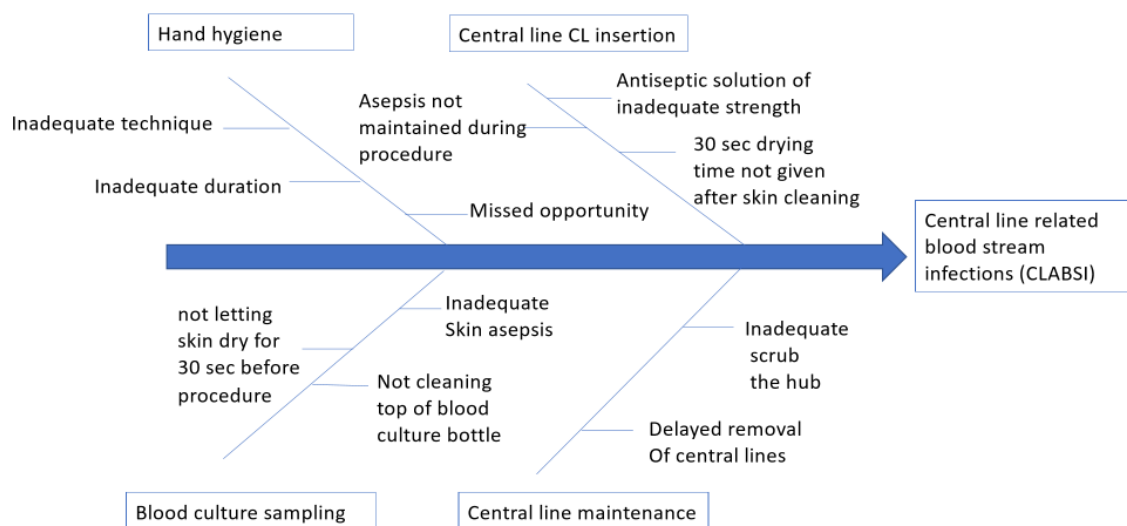 Hand hygiene
Central line CL insertion
Inadequate technique
Inadequate duration
Missed opportunity
Asepsis not
maintained during
procedure
Antiseptic solution of
inadequate strength
30 sec drying
time not given
after skin cleaning
Central line related
blood stream
infections (CLABSI)
not letting
skin dry for
30 sec before
procedure
Inadequate
Skin asepsis
Not cleaning
top of blood
culture bottle
Inadequate
scrub
the hub
Delayed removal
Of central lines
Blood culture sampling
Central line maintenance